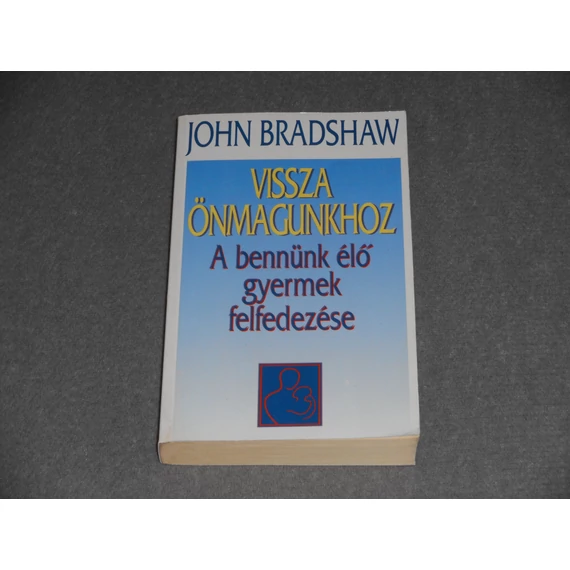 JOHN BRADSHAW
VISSZA
ÖNMAGUNKHOZ
A bennünk élő
gyermek
felfedezése